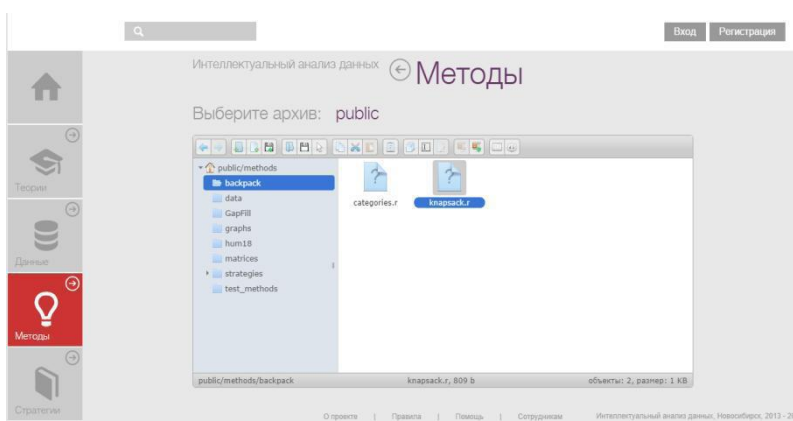 Вход Регистрация
Интеллектуальный анализ данных Методы
Выберите архив: public
Теории
Данные
Методы
Стратегии
public/methods
backpack
data
GapFill
graphs
hum18
matrices
strategies
test_methods
categories.r knapsack.r
public/methods/backpack knapsack.r, 809 b объекты: 2, размер: 1 KB
О проекте | Правила | Помощь | Сотрудникам Интеллектуальный анализ данных, Новосибирск, 2013 - 20